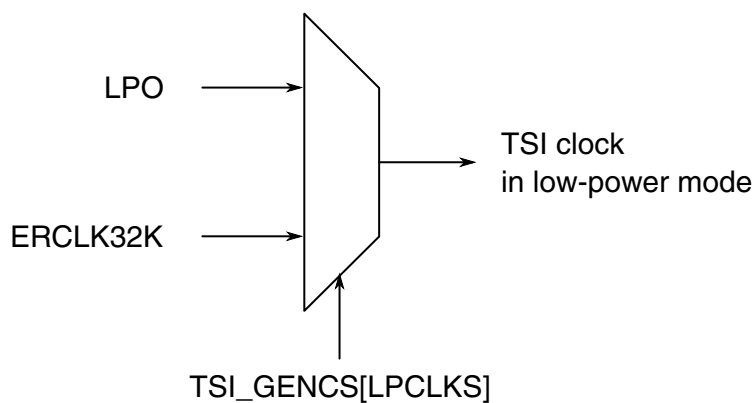 LPO
TSI clock
in low-power mode
ERCLK32K
TSI_GENCS[LPCLKS]